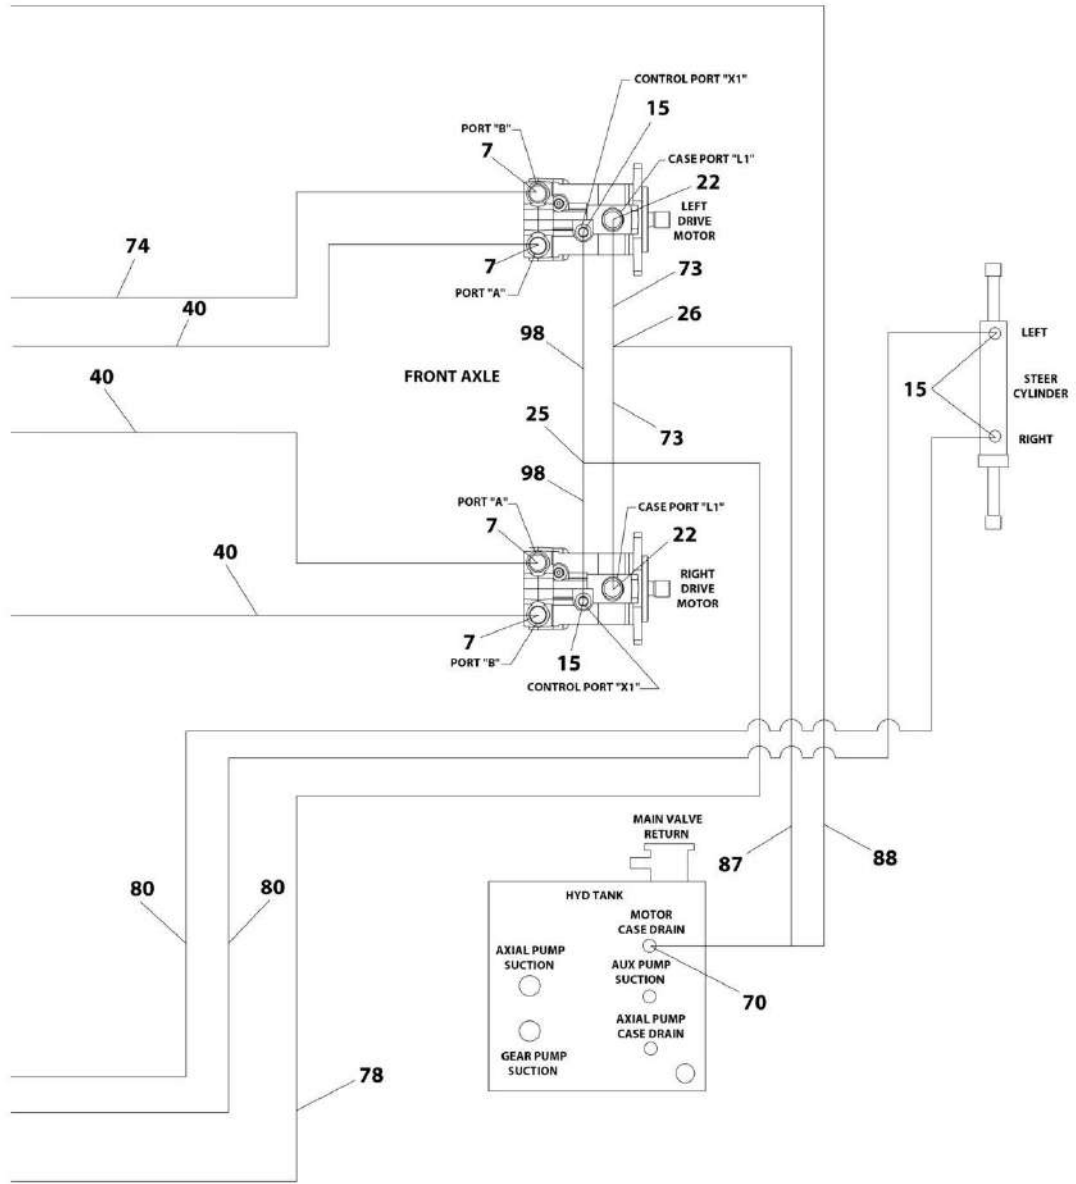 CONTROL PORT "X1"
15
PORT "B"
7
CASE PORT "L1"
22
LEFT
DRIVE
MOTOR
74
7
PORT "A"
73
40
26
98
LEFT
FRONT AXLE
40
15
STEER
CYLINDER
25
73
RIGHT
98
PORT "A"
7
CASE PORT "L1"
22
40
RIGHT
DRIVE
MOTOR
7
PORT "B"
15
CONTROL PORT "X1"
MAIN VALVE
RETURN
87
88
80
80
HYD TANK
MOTOR
CASE DRAIN
AXIAL PUMP
SUCTION
AUX PUMP
SUCTION
70
AXIAL PUMP
CASE DRAIN
GEAR PUMP
SUCTION
78